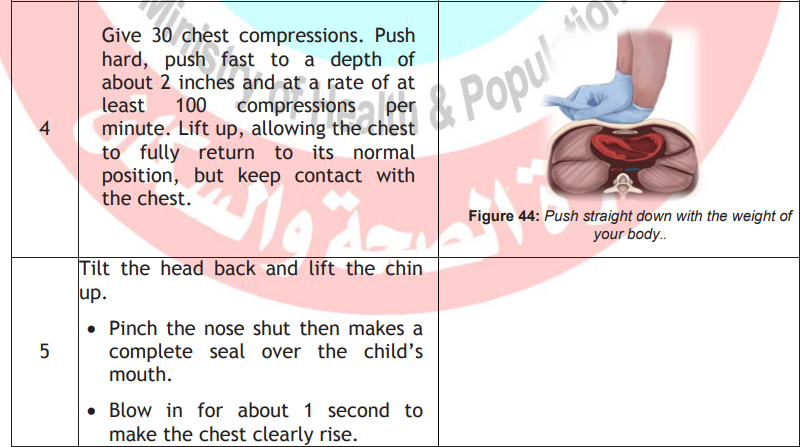 Give 30 chest compressions. Push
hard, push fast to a depth of
about 2 inches and at a rate of at
least 100 compressions per
4 minute. Lift up, allowing the chest
to fully return to its normal
position, but keep contact with
the chest.
Figure 44: Push straight down with the weight of
your body..
Tilt the head back and lift the chin
up.
• Pinch the nose shut then makes a
5 complete seal over the child’s
mouth.
• Blow in for about 1 second to
make the chest clearly rise.
Ministry of Health & Population
وزارة الصحة والسكان